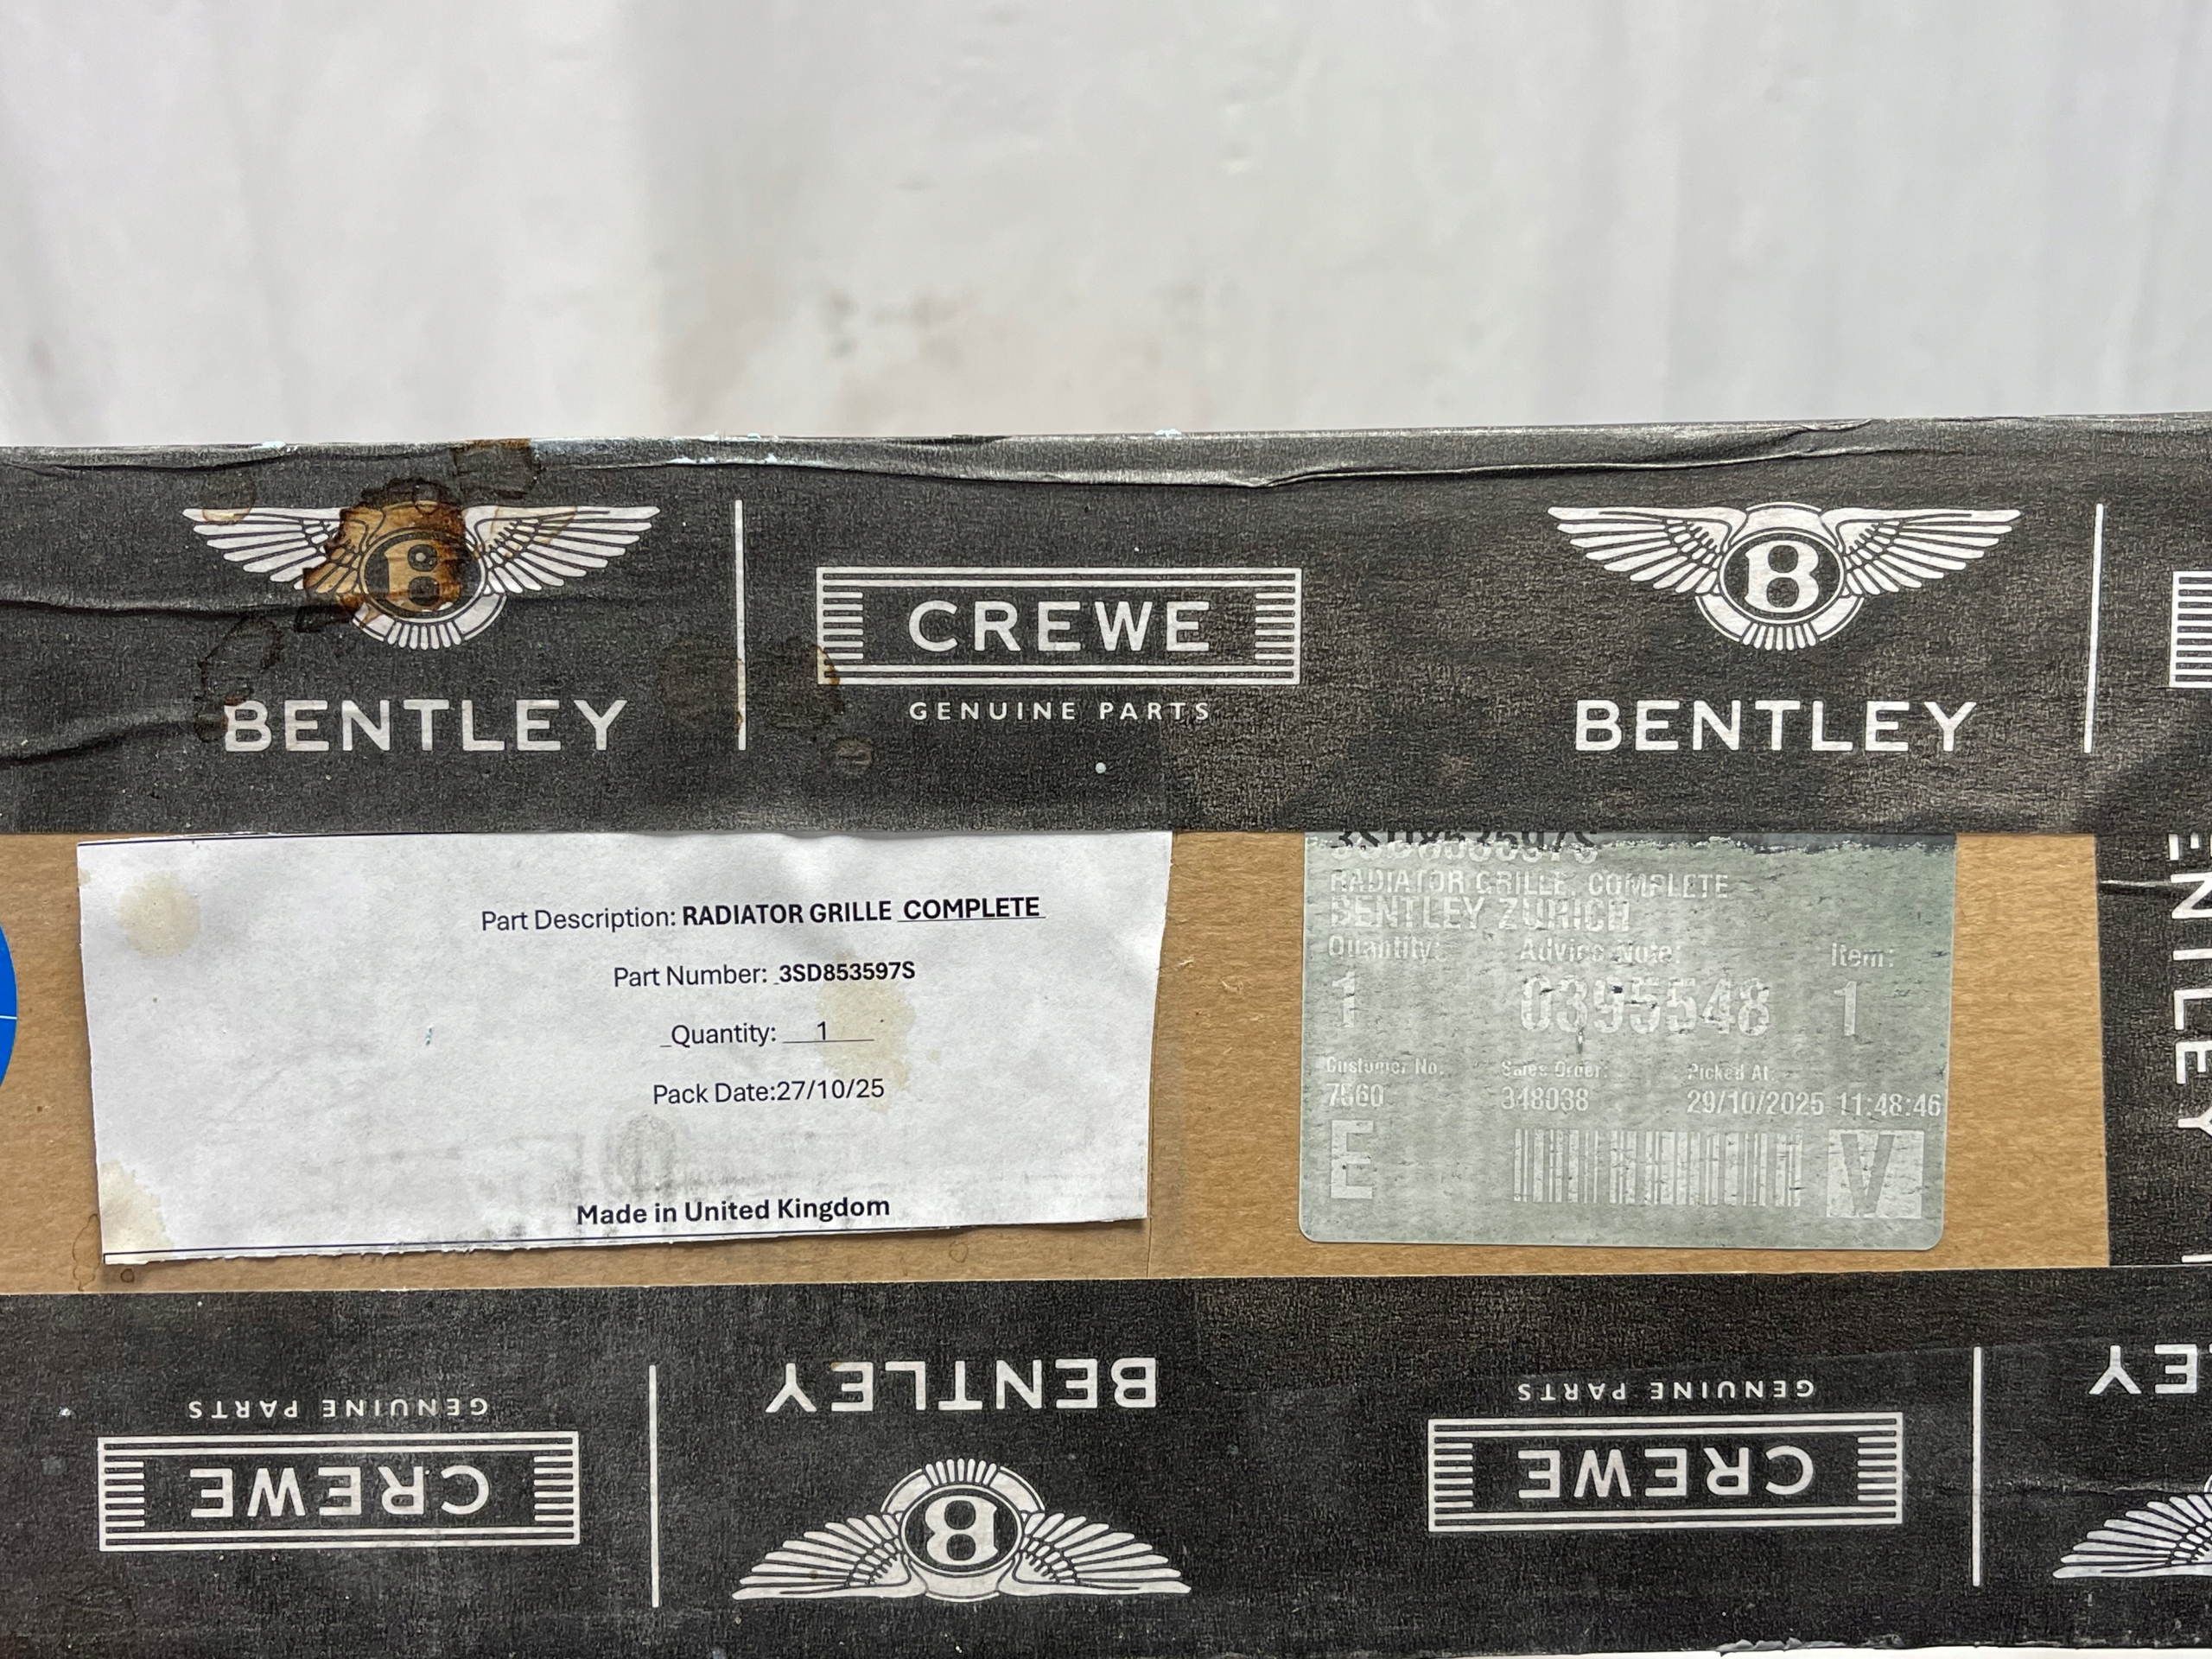 B
BENTLEY
CREWE
GENUINE PARTS
B
BENTLEY
Part Description: RADIATOR GRILLE COMPLETE
Part Number: 3SD853597S
Quantity: 1
Pack Date:27/10/25
Made in United Kingdom
3SD853597S
RADIATOR GRILLE, COMPLETE
BENTLEY ZURICH
Quantity: Advice Note: Item:
1 0395548 1
Customer No: Sales Order: Picked At:
7560 348038 29/10/2025 11:48:46
E V
ENTLEY
GENUINE PARTS
CREWE
BENTLEY
B
GENUINE PARTS
CREWE
EY